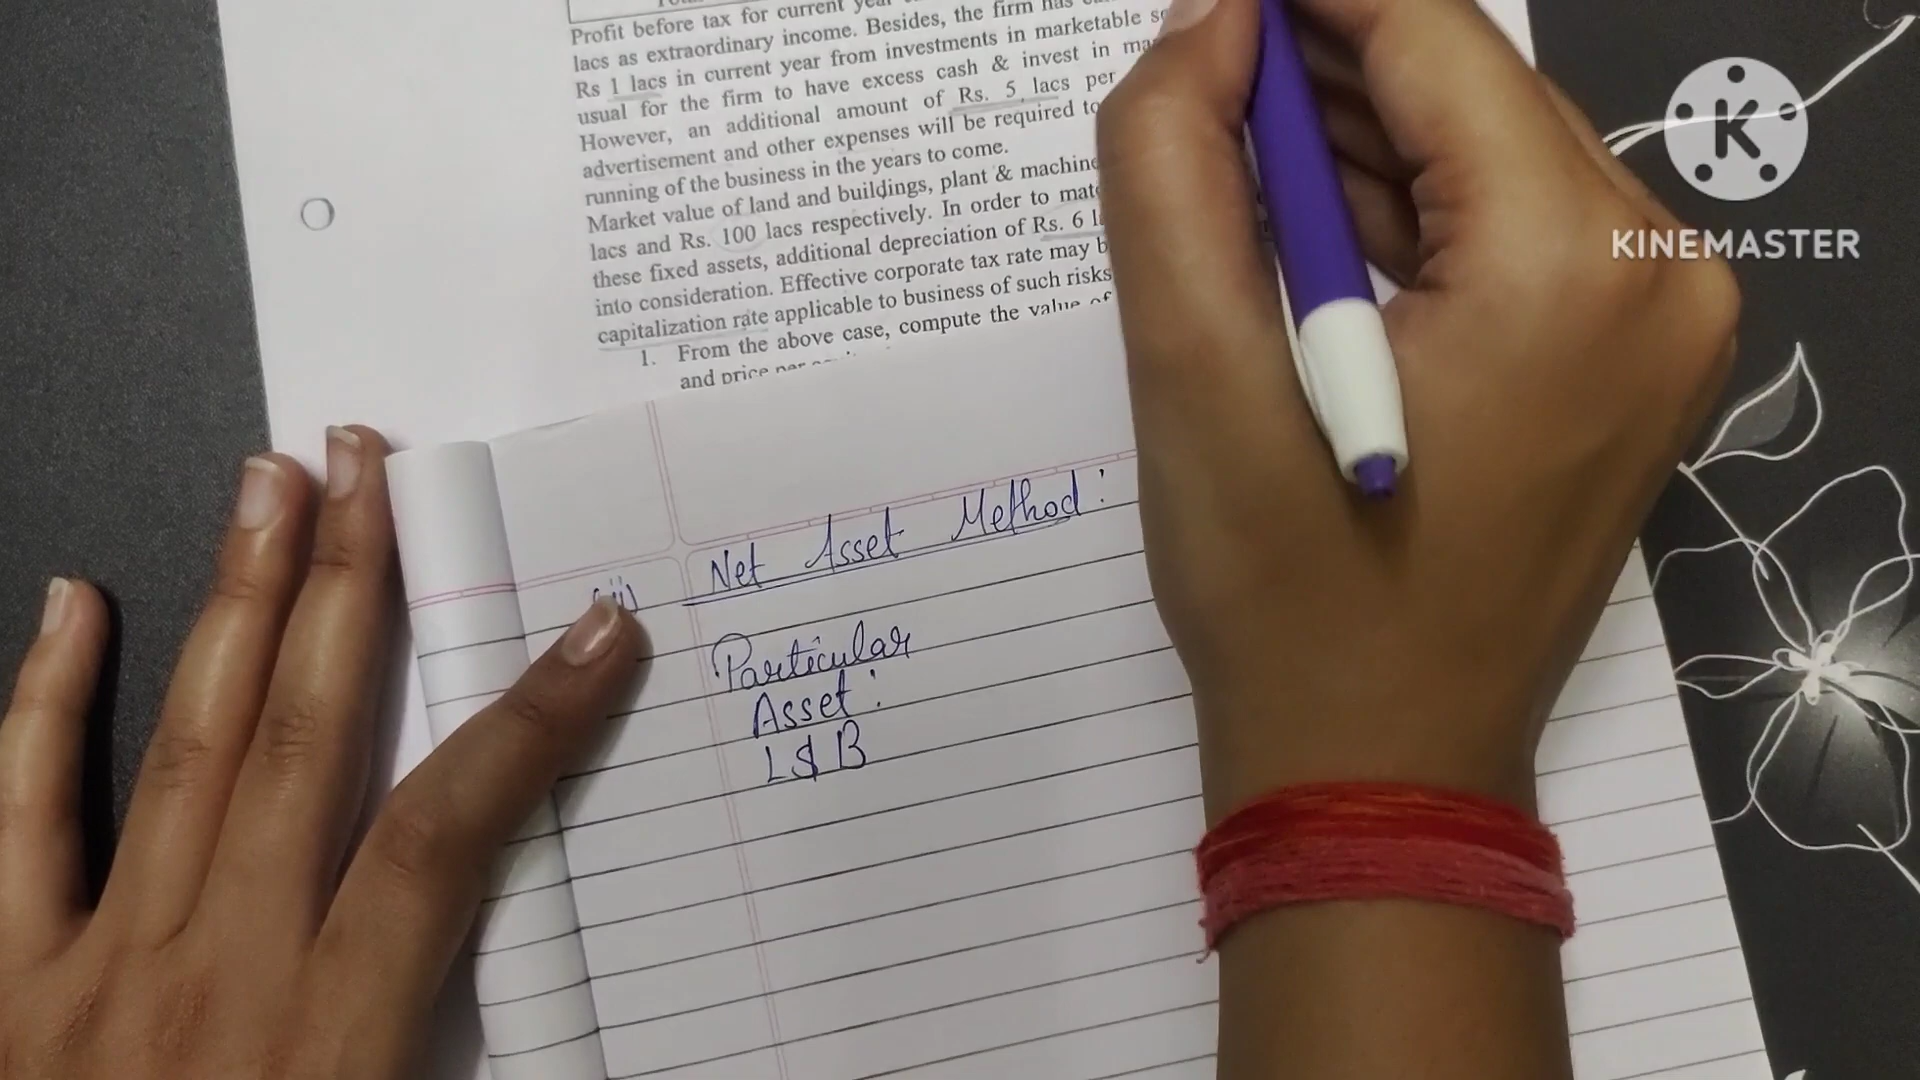 Profit before tax for current year
lacs as extraordinary income. Besides, the firm has
Rs 1 lacs in current year from investments in marketable
usual for the firm to have excess cash & invest in
However, an additional amount of Rs. 5 lacs per
advertisement and other expenses will be required to
running of the business in the years to come.
Market value of land and buildings, plant &
lacs and Rs. 100 lacs respectively. In order to
these fixed assets, additional depreciation of Rs. 6
into consideration. Effective corporate tax rate may
capitalization rate applicable to business of such risks
1. From the above case, compute the value of
and price per
K
KINEMASTER
(ii) Net Asset Method:
Particular
Asset:
L$B